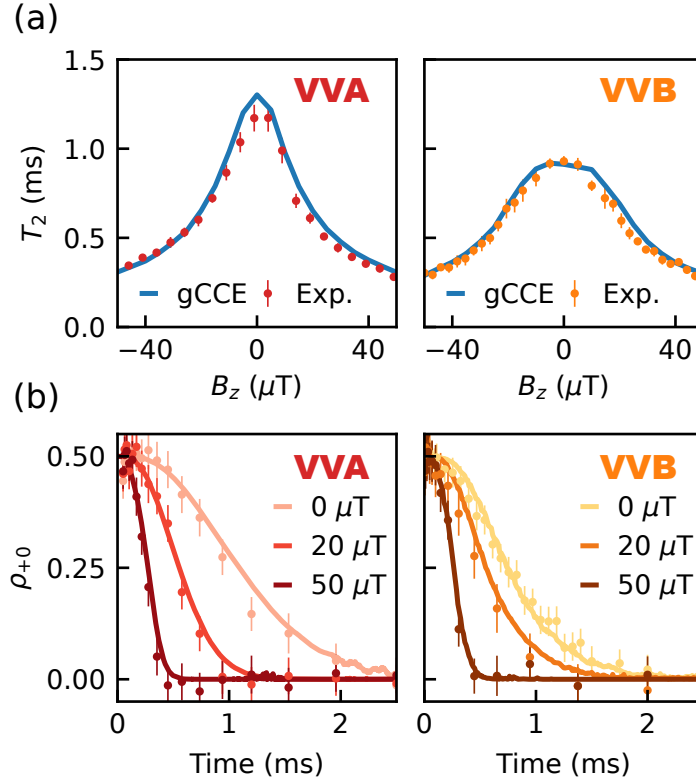 (a)
VVA
VVB
T₂ (ms)
1.5
1.0
0.5
0.0
gCCE
Exp.
gCCE
Exp.
−40
0
40
−40
0
40
B_z (μT)
B_z (μT)
(b)
VVA
VVB
ρ₊₀
0.50
0.25
0.00
0 μT
20 μT
50 μT
0 μT
20 μT
50 μT
0
1
2
0
1
2
Time (ms)
Time (ms)